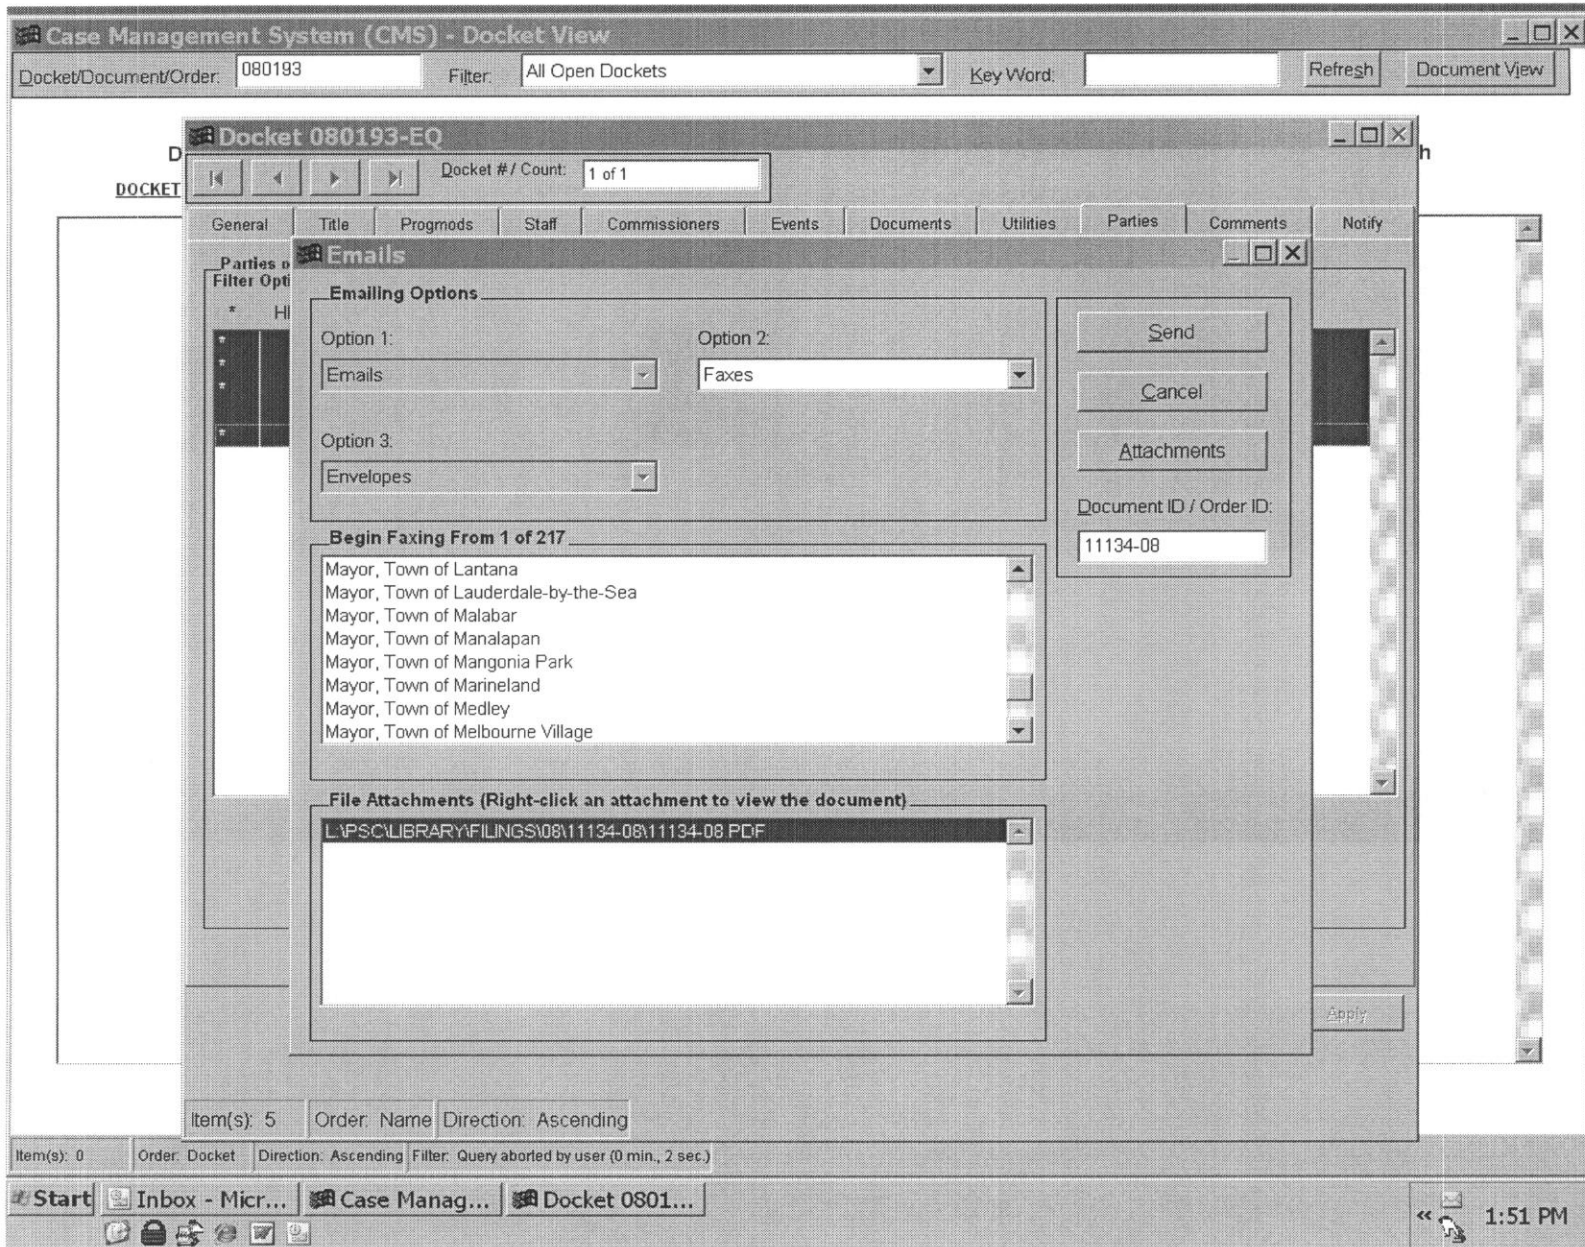 Case Management System (CMS) - Docket View
Docket/Document/Order: 080193 Filter: All Open Dockets Key Word: Refresh Document View
Docket 080193-EQ
D h
DOCKET
Docket # / Count: 1 of 1
General Title Progmods Staff Commissioners Events Documents Utilities Parties Comments Notify
Emails
Parties o
Filter Opti
* H
*
*
*
*
Emailing Options
Option 1: Option 2:
Emails Faxes
Option 3:
Envelopes
Send
Cancel
Attachments
Document ID / Order ID:
11134-08
Begin Faxing From 1 of 217
Mayor, Town of Lantana
Mayor, Town of Lauderdale-by-the-Sea
Mayor, Town of Malabar
Mayor, Town of Manalapan
Mayor, Town of Mangonia Park
Mayor, Town of Marineland
Mayor, Town of Medley
Mayor, Town of Melbourne Village
File Attachments (Right-click an attachment to view the document)
L:\PSC\LIBRARY\FILINGS\08\11134-08\11134-08.PDF
Apply
Item(s): 5 Order: Name Direction: Ascending
Item(s): 0 Order: Docket Direction: Ascending Filter: Query aborted by user (0 min., 2 sec.)
Start Inbox - Micr... Case Manag... Docket 0801... « 1:51 PM